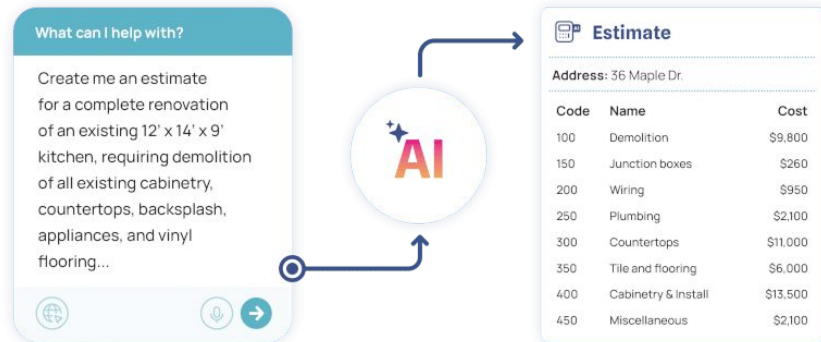 What can I help with?
Create me an estimate
for a complete renovation
of an existing 12' x 14' x 9'
kitchen, requiring demolition
of all existing cabinetry,
countertops, backsplash,
appliances, and vinyl
flooring...
AI
Estimate
Address: 36 Maple Dr.
Code Name Cost
100 Demolition $9,800
150 Junction boxes $260
200 Wiring $950
250 Plumbing $2,100
300 Countertops $11,000
350 Tile and flooring $6,000
400 Cabinetry & Install $13,500
450 Miscellaneous $2,100